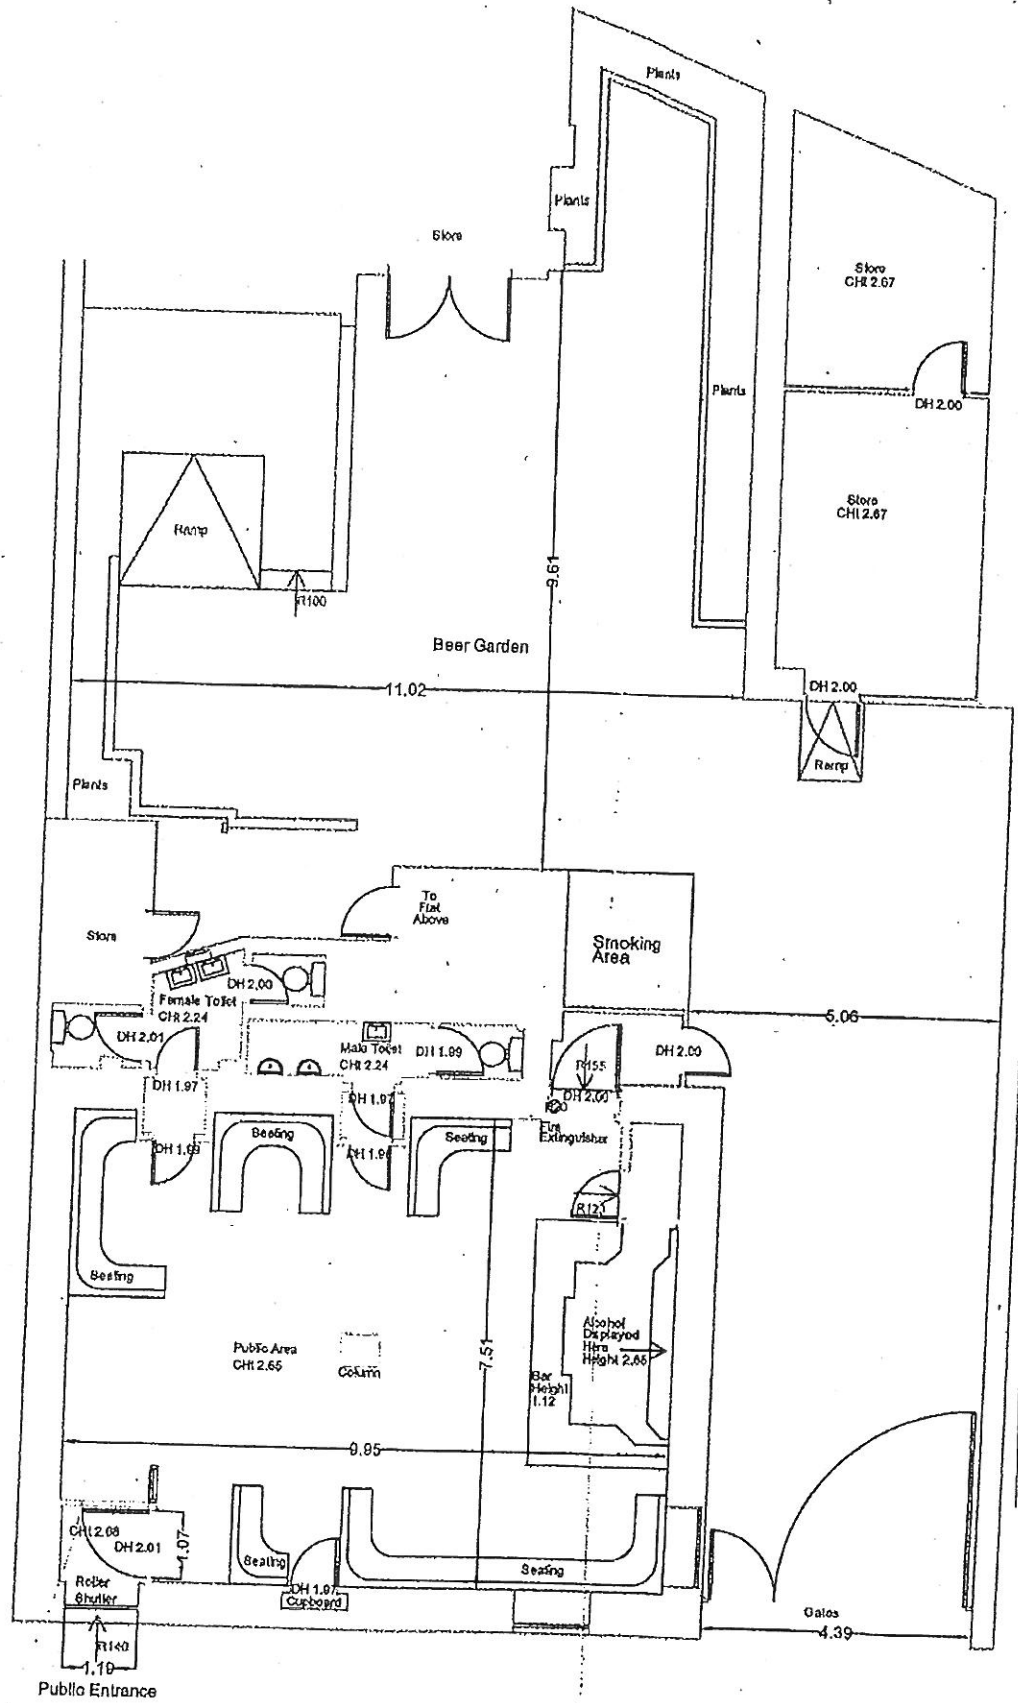 Plants
Plants
Store
Store
CHt 2.67
Plants
DH 2.00
Store
CHt 2.67
Ramp
9.61
R100
Beer Garden
11.02
DH 2.00
Ramp
Plants
To
Flat
Above
Store
Smoking
Area
DH 2.00
Female Toilet
CHt 2.24
5.06
DH 2.01
Male Toilet
CHt 2.24
DH 1.99
DH 2.00
R155
DH 1.97
DH 2.00
DH 1.97
Fire
Extinguisher
Seating
Seating
DH 1.99
DH 1.98
R121
Seating
Alcohol
Displayed
Here
Height 2.65
Public Area
CHt 2.65
Column
7.51
Bar
Height
1.12
9.95
CHt 2.08
DH 2.01
1.07
Seating
Seating
Roller
Shutter
DH 1.97
Cupboard
Gates
4.39
R140
1.19
Public Entrance